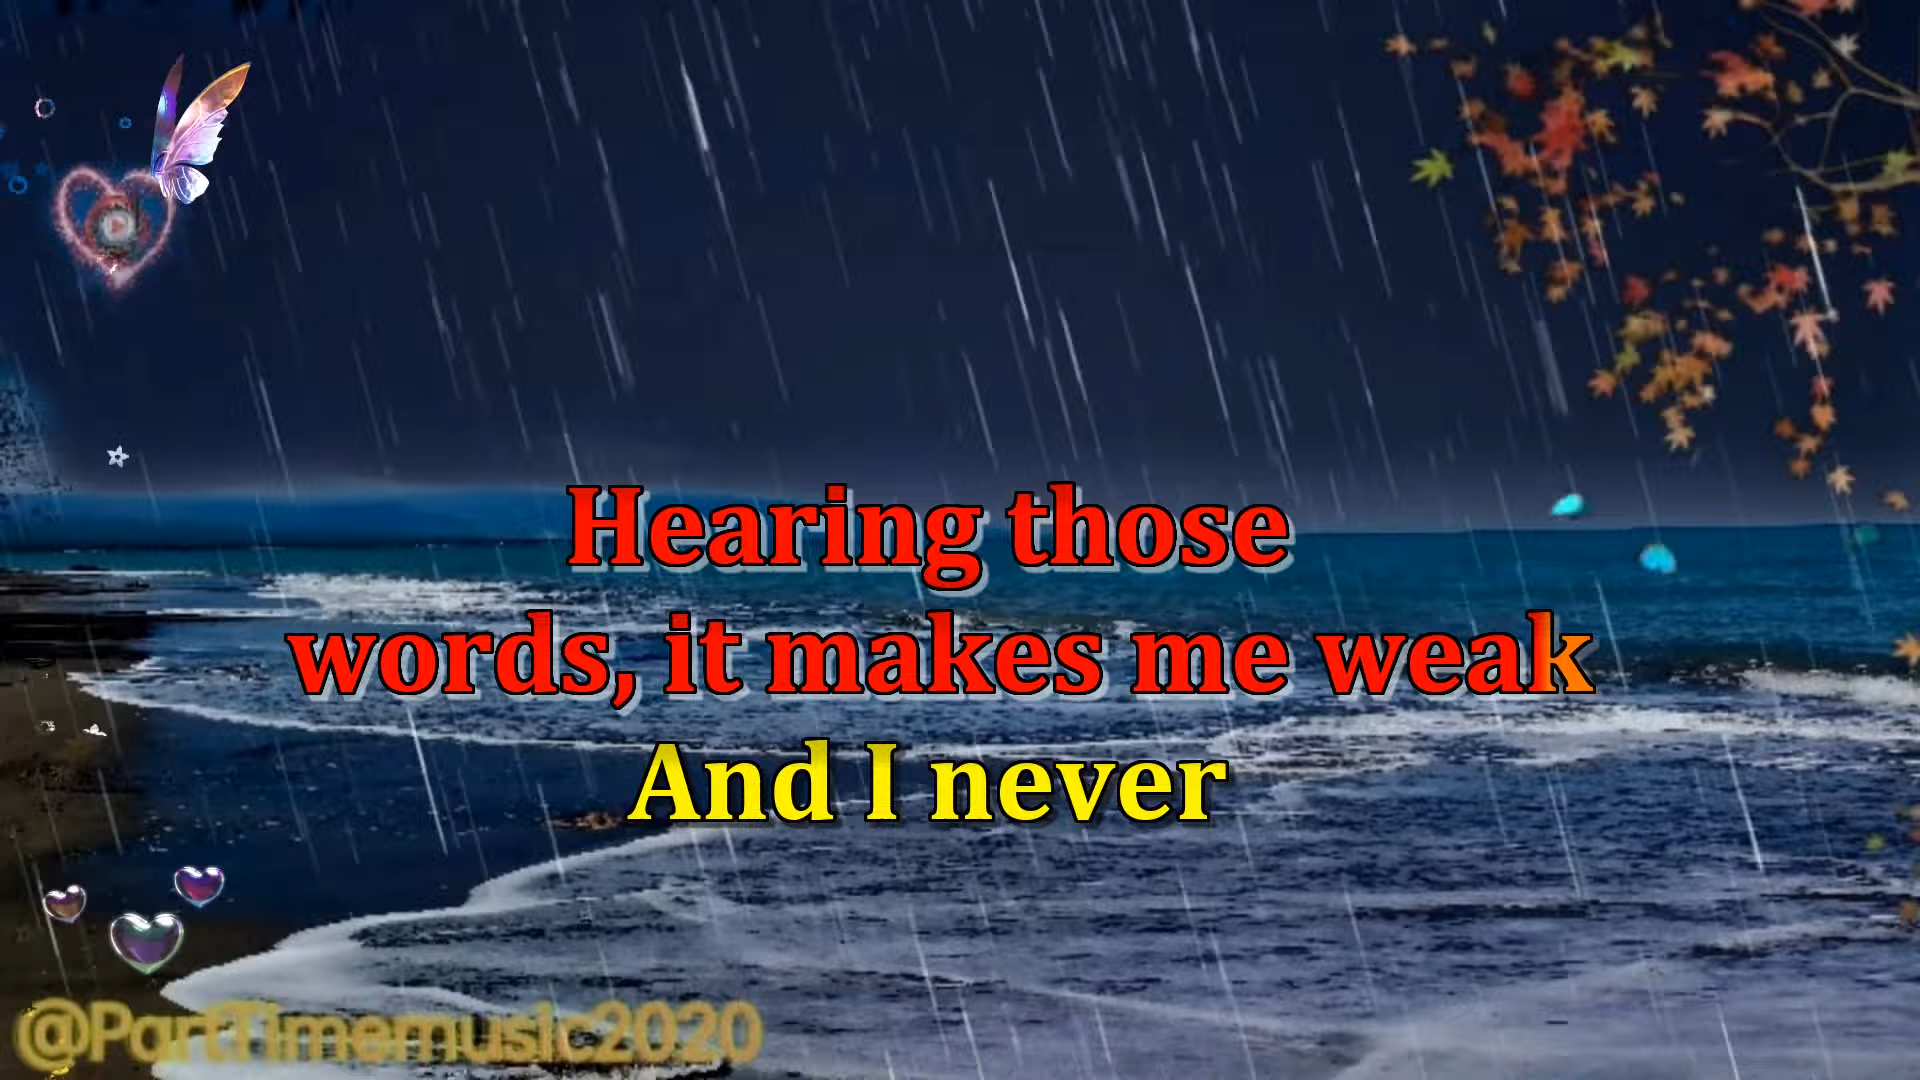 Hearing those
words, it makes me weak
And I never
@PartTimemusic2020